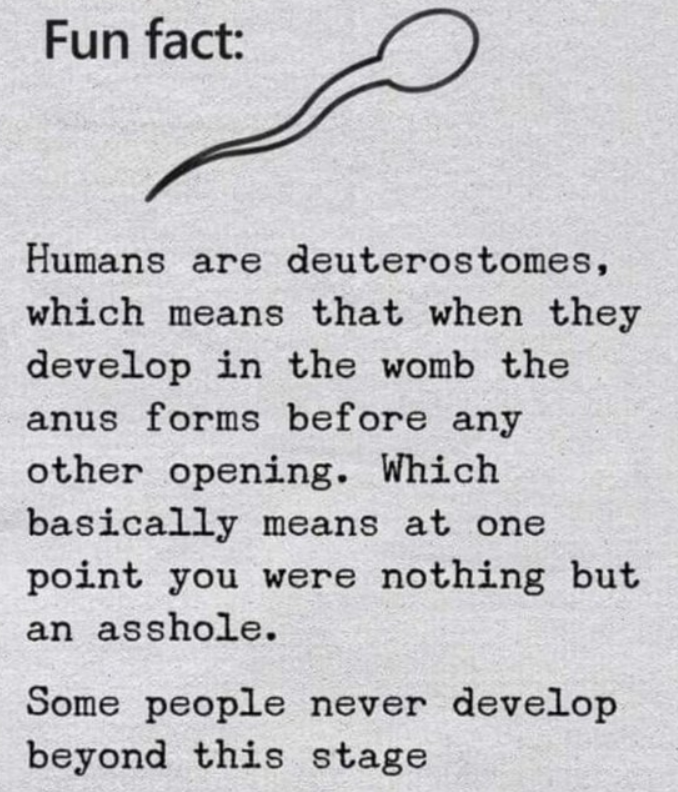 Fun fact:
Humans are deuterostomes,
which means that when they
develop in the womb the
anus forms before any
other opening. Which
basically means at one
point you were nothing but
an asshole.
Some people never develop
beyond this stage